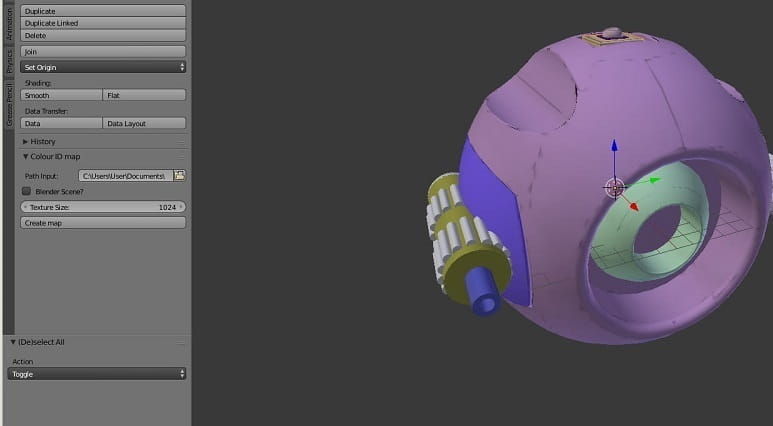 Animation
Physics
Grease Pencil
Duplicate
Duplicate Linked
Delete
Join
Set Origin
Shading:
Smooth Flat
Data Transfer:
Data Data Layout
History
Colour ID map
Path Input: C:\Users\User\Documents\
Blender Scene?
Texture Size: 1024
Create map
(De)select All
Action
Toggle